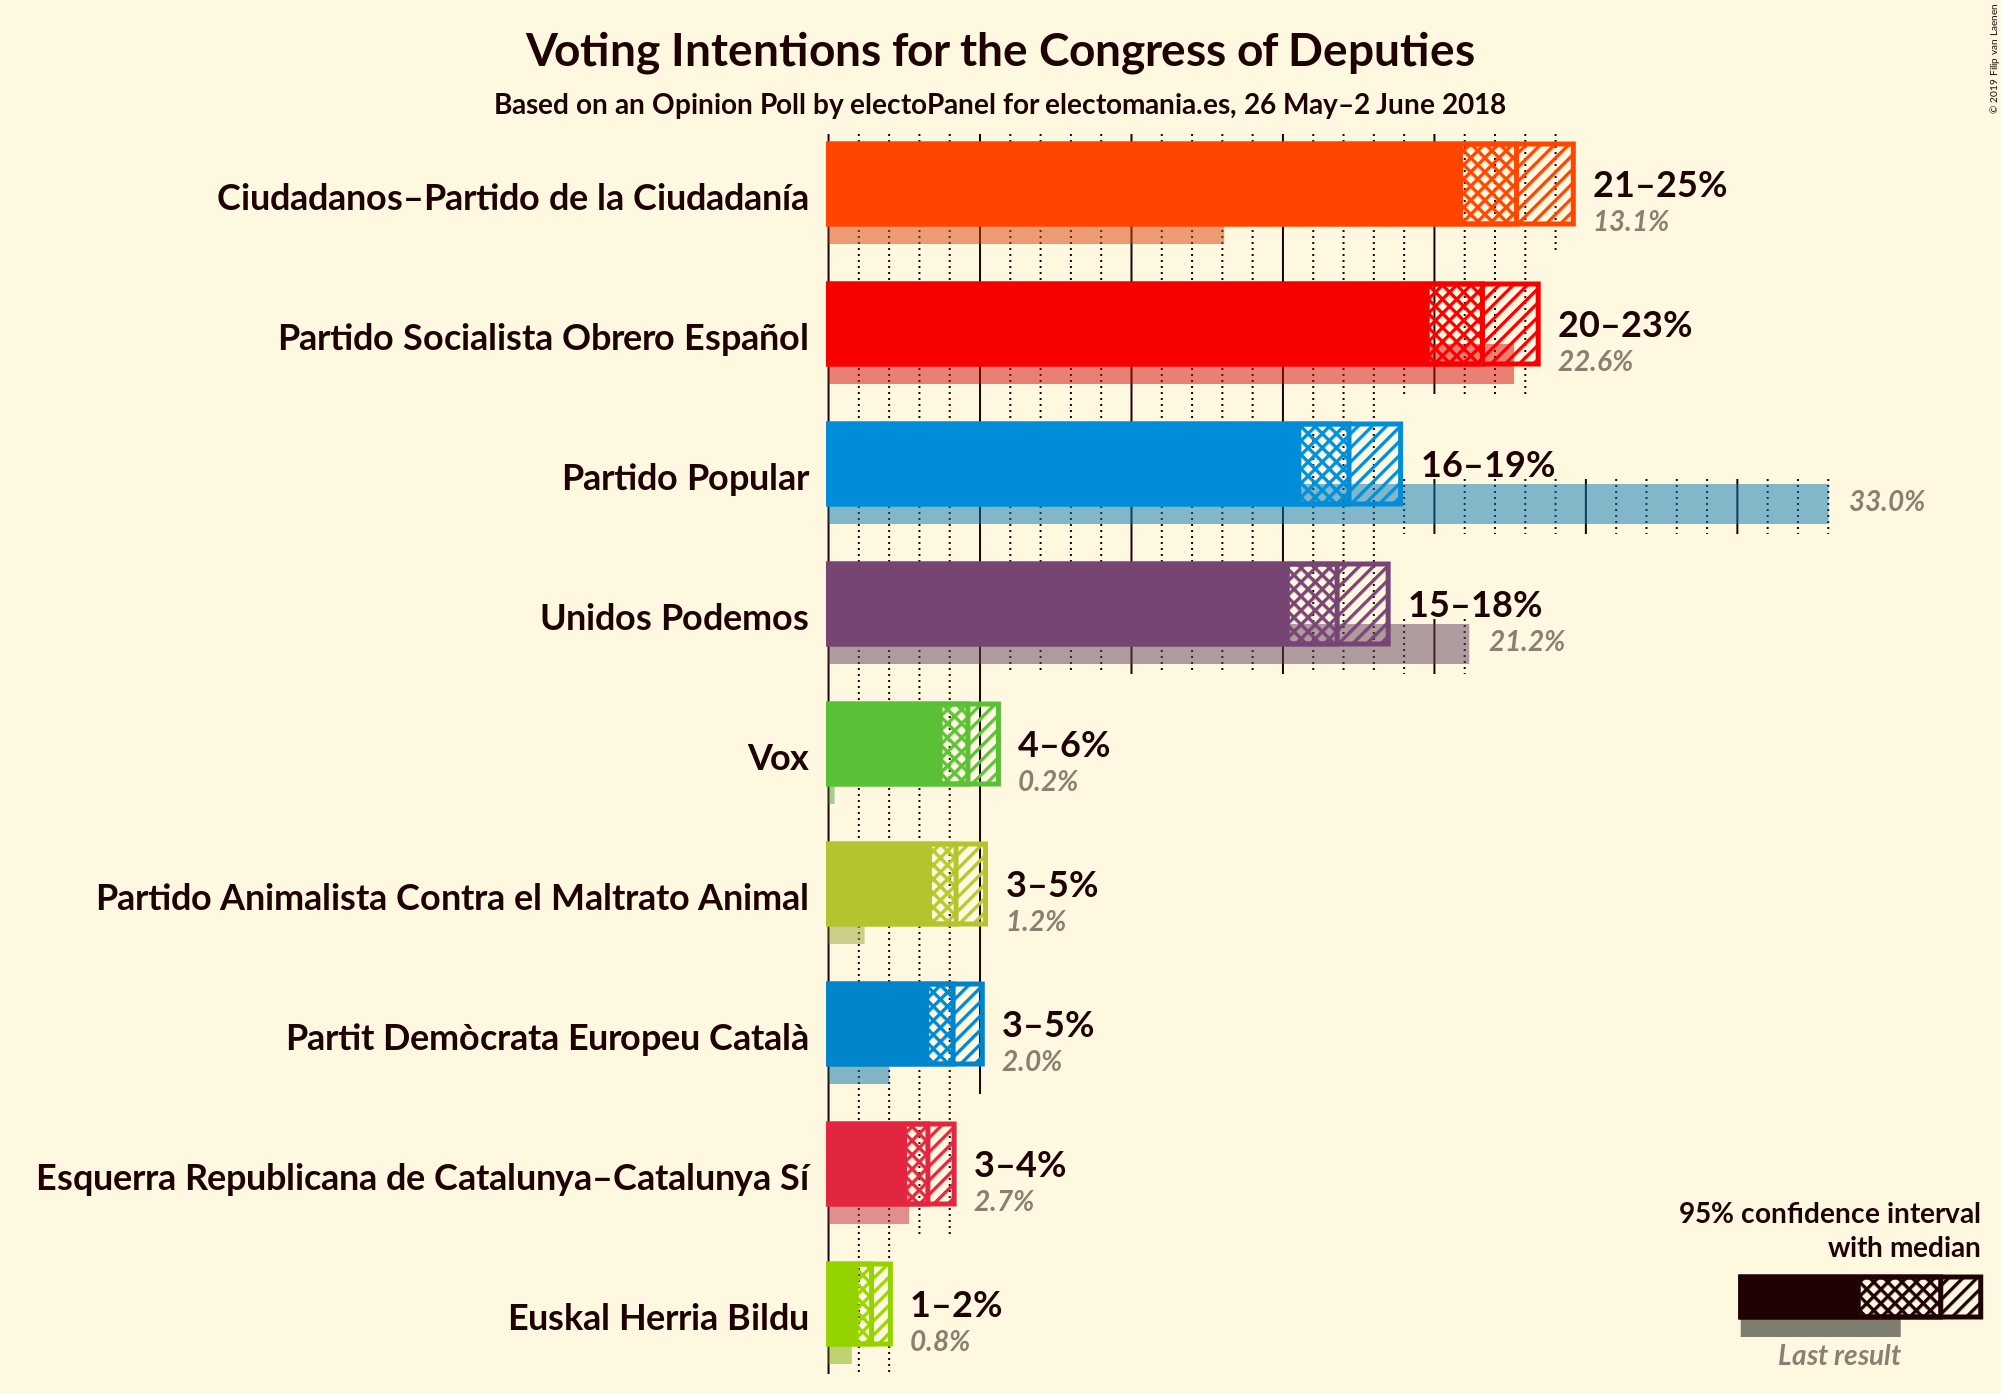 Voting Intentions for the Congress of Deputies
Based on an Opinion Poll by electoPanel for electomania.es, 26 May–2 June 2018
© 2019 Filip van Laenen
Ciudadanos–Partido de la Ciudadanía
21–25%
13.1%
Partido Socialista Obrero Español
20–23%
22.6%
Partido Popular
16–19%
33.0%
Unidos Podemos
15–18%
21.2%
Vox
4–6%
0.2%
Partido Animalista Contra el Maltrato Animal
3–5%
1.2%
Partit Demòcrata Europeu Català
3–5%
2.0%
Esquerra Republicana de Catalunya–Catalunya Sí
3–4%
2.7%
Euskal Herria Bildu
1–2%
0.8%
95% confidence interval
with median
Last result